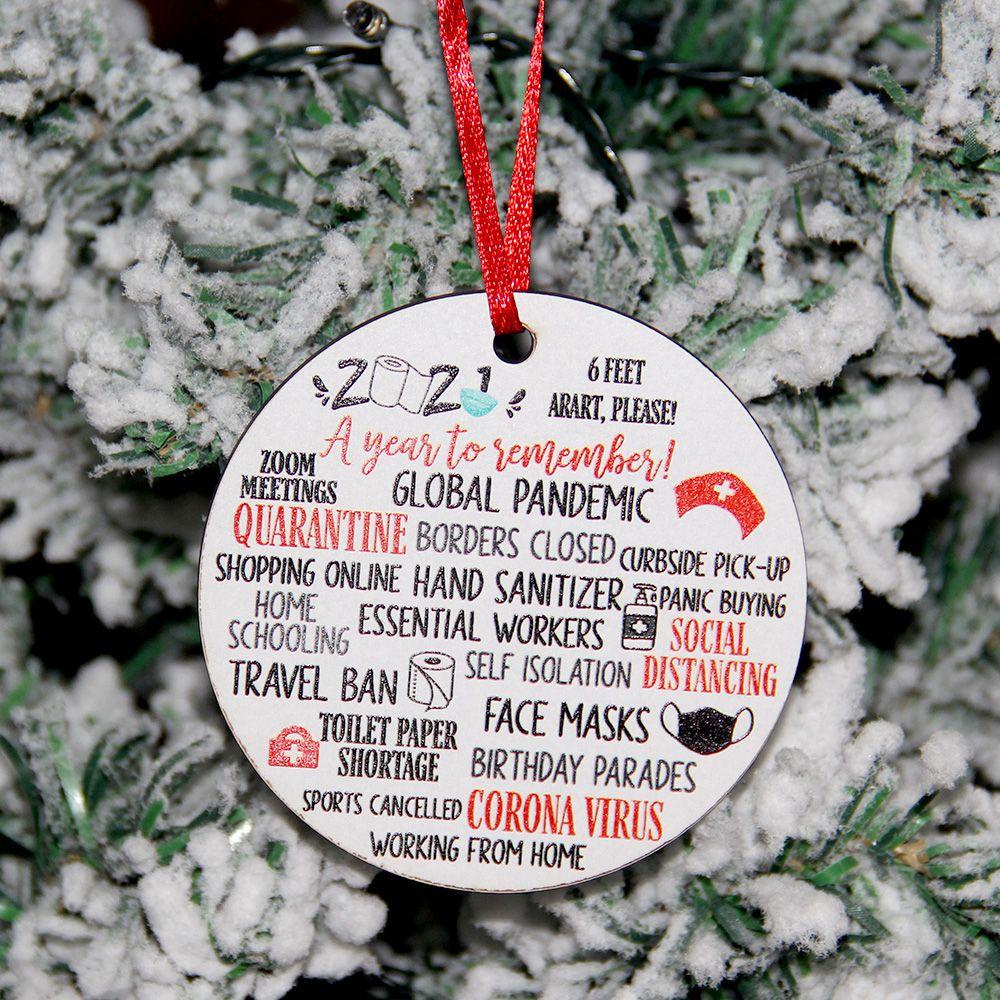 2021
6 FEET
ARART, PLEASE!
A year to remember!
ZOOM
MEETINGS
GLOBAL PANDEMIC
QUARANTINE
BORDERS CLOSED
CURBSIDE PICK-UP
SHOPPING ONLINE
HAND SANITIZER
PANIC BUYING
HOME
SCHOOLING
ESSENTIAL WORKERS
SOCIAL
DISTANCING
TRAVEL BAN
SELF ISOLATION
FACE MASKS
TOILET PAPER
SHORTAGE
BIRTHDAY PARADES
SPORTS CANCELLED
CORONA VIRUS
WORKING FROM HOME